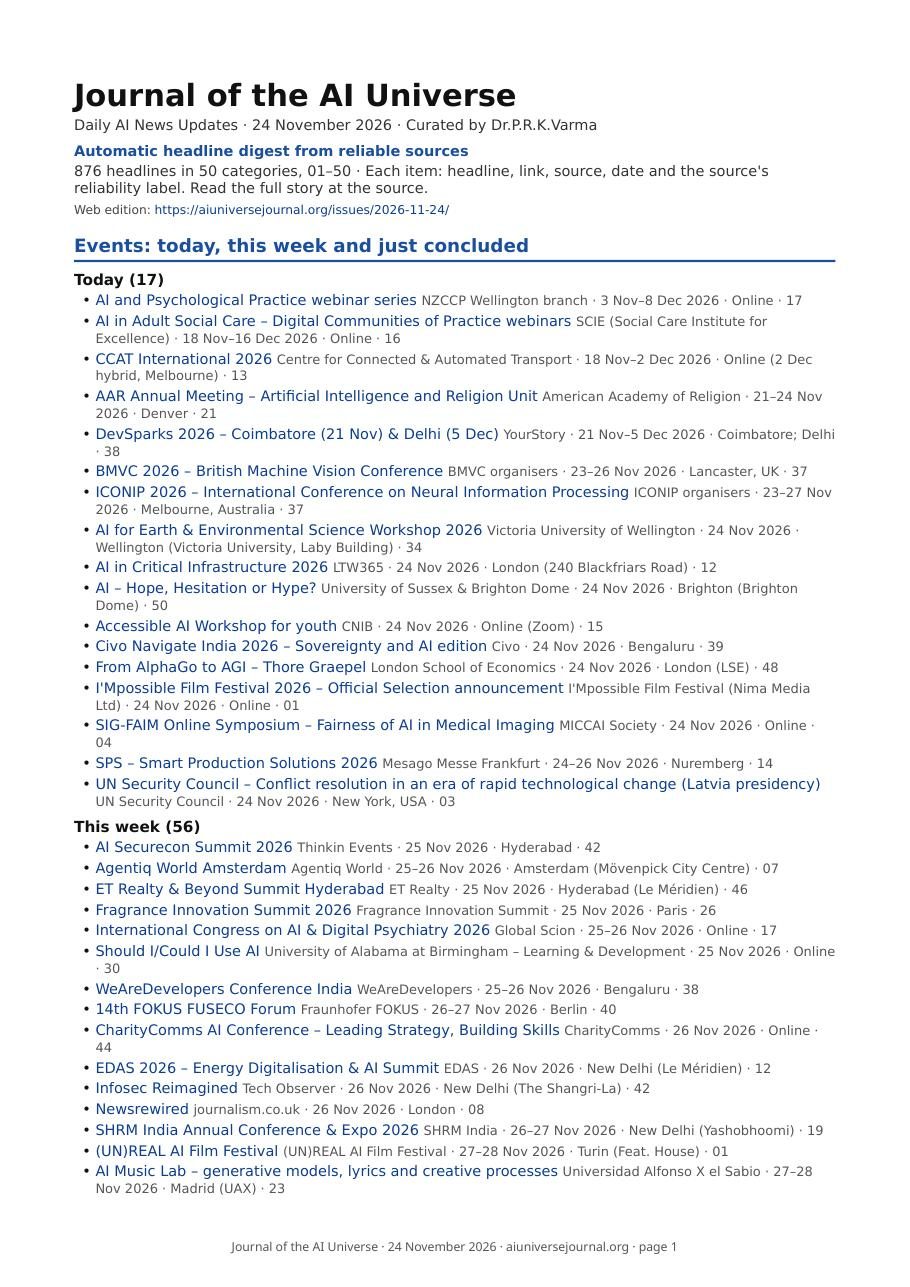 Journal of the AI Universe
Daily AI News Updates · 24 November 2026 · Curated by Dr.P.R.K.Varma
Automatic headline digest from reliable sources
876 headlines in 50 categories, 01–50 · Each item: headline, link, source, date and the source's
reliability label. Read the full story at the source.
Web edition: https://aiuniversejournal.org/issues/2026-11-24/
Events: today, this week and just concluded
Today (17)
• AI and Psychological Practice webinar series NZCCP Wellington branch · 3 Nov–8 Dec 2026 · Online · 17
• AI in Adult Social Care – Digital Communities of Practice webinars SCIE (Social Care Institute for
Excellence) · 18 Nov–16 Dec 2026 · Online · 16
• CCAT International 2026 Centre for Connected & Automated Transport · 18 Nov–2 Dec 2026 · Online (2 Dec
hybrid, Melbourne) · 13
• AAR Annual Meeting – Artificial Intelligence and Religion Unit American Academy of Religion · 21–24 Nov
2026 · Denver · 21
• DevSparks 2026 – Coimbatore (21 Nov) & Delhi (5 Dec) YourStory · 21 Nov–5 Dec 2026 · Coimbatore; Delhi
· 38
• BMVC 2026 – British Machine Vision Conference BMVC organisers · 23–26 Nov 2026 · Lancaster, UK · 37
• ICONIP 2026 – International Conference on Neural Information Processing ICONIP organisers · 23–27 Nov
2026 · Melbourne, Australia · 37
• AI for Earth & Environmental Science Workshop 2026 Victoria University of Wellington · 24 Nov 2026 ·
Wellington (Victoria University, Laby Building) · 34
• AI in Critical Infrastructure 2026 LTW365 · 24 Nov 2026 · London (240 Blackfriars Road) · 12
• AI – Hope, Hesitation or Hype? University of Sussex & Brighton Dome · 24 Nov 2026 · Brighton (Brighton
Dome) · 50
• Accessible AI Workshop for youth CNIB · 24 Nov 2026 · Online (Zoom) · 15
• Civo Navigate India 2026 – Sovereignty and AI edition Civo · 24 Nov 2026 · Bengaluru · 39
• From AlphaGo to AGI – Thore Graepel London School of Economics · 24 Nov 2026 · London (LSE) · 48
• I'Mpossible Film Festival 2026 – Official Selection announcement I'Mpossible Film Festival (Nima Media
Ltd) · 24 Nov 2026 · Online · 01
• SIG-FAIM Online Symposium – Fairness of AI in Medical Imaging MICCAI Society · 24 Nov 2026 · Online ·
04
• SPS – Smart Production Solutions 2026 Mesago Messe Frankfurt · 24–26 Nov 2026 · Nuremberg · 14
• UN Security Council – Conflict resolution in an era of rapid technological change (Latvia presidency)
UN Security Council · 24 Nov 2026 · New York, USA · 03
This week (56)
• AI Securecon Summit 2026 Thinkin Events · 25 Nov 2026 · Hyderabad · 42
• Agentiq World Amsterdam Agentiq World · 25–26 Nov 2026 · Amsterdam (Mövenpick City Centre) · 07
• ET Realty & Beyond Summit Hyderabad ET Realty · 25 Nov 2026 · Hyderabad (Le Méridien) · 46
• Fragrance Innovation Summit 2026 Fragrance Innovation Summit · 25 Nov 2026 · Paris · 26
• International Congress on AI & Digital Psychiatry 2026 Global Scion · 25–26 Nov 2026 · Online · 17
• Should I/Could I Use AI University of Alabama at Birmingham – Learning & Development · 25 Nov 2026 · Online
· 30
• WeAreDevelopers Conference India WeAreDevelopers · 25–26 Nov 2026 · Bengaluru · 38
• 14th FOKUS FUSECO Forum Fraunhofer FOKUS · 26–27 Nov 2026 · Berlin · 40
• CharityComms AI Conference – Leading Strategy, Building Skills CharityComms · 26 Nov 2026 · Online ·
44
• EDAS 2026 – Energy Digitalisation & AI Summit EDAS · 26 Nov 2026 · New Delhi (Le Méridien) · 12
• Infosec Reimagined Tech Observer · 26 Nov 2026 · New Delhi (The Shangri-La) · 42
• Newsrewired journalism.co.uk · 26 Nov 2026 · London · 08
• SHRM India Annual Conference & Expo 2026 SHRM India · 26–27 Nov 2026 · New Delhi (Yashobhoomi) · 19
• (UN)REAL AI Film Festival (UN)REAL AI Film Festival · 27–28 Nov 2026 · Turin (Feat. House) · 01
• AI Music Lab – generative models, lyrics and creative processes Universidad Alfonso X el Sabio · 27–28
Nov 2026 · Madrid (UAX) · 23
Journal of the AI Universe · 24 November 2026 · aiuniversejournal.org · page 1